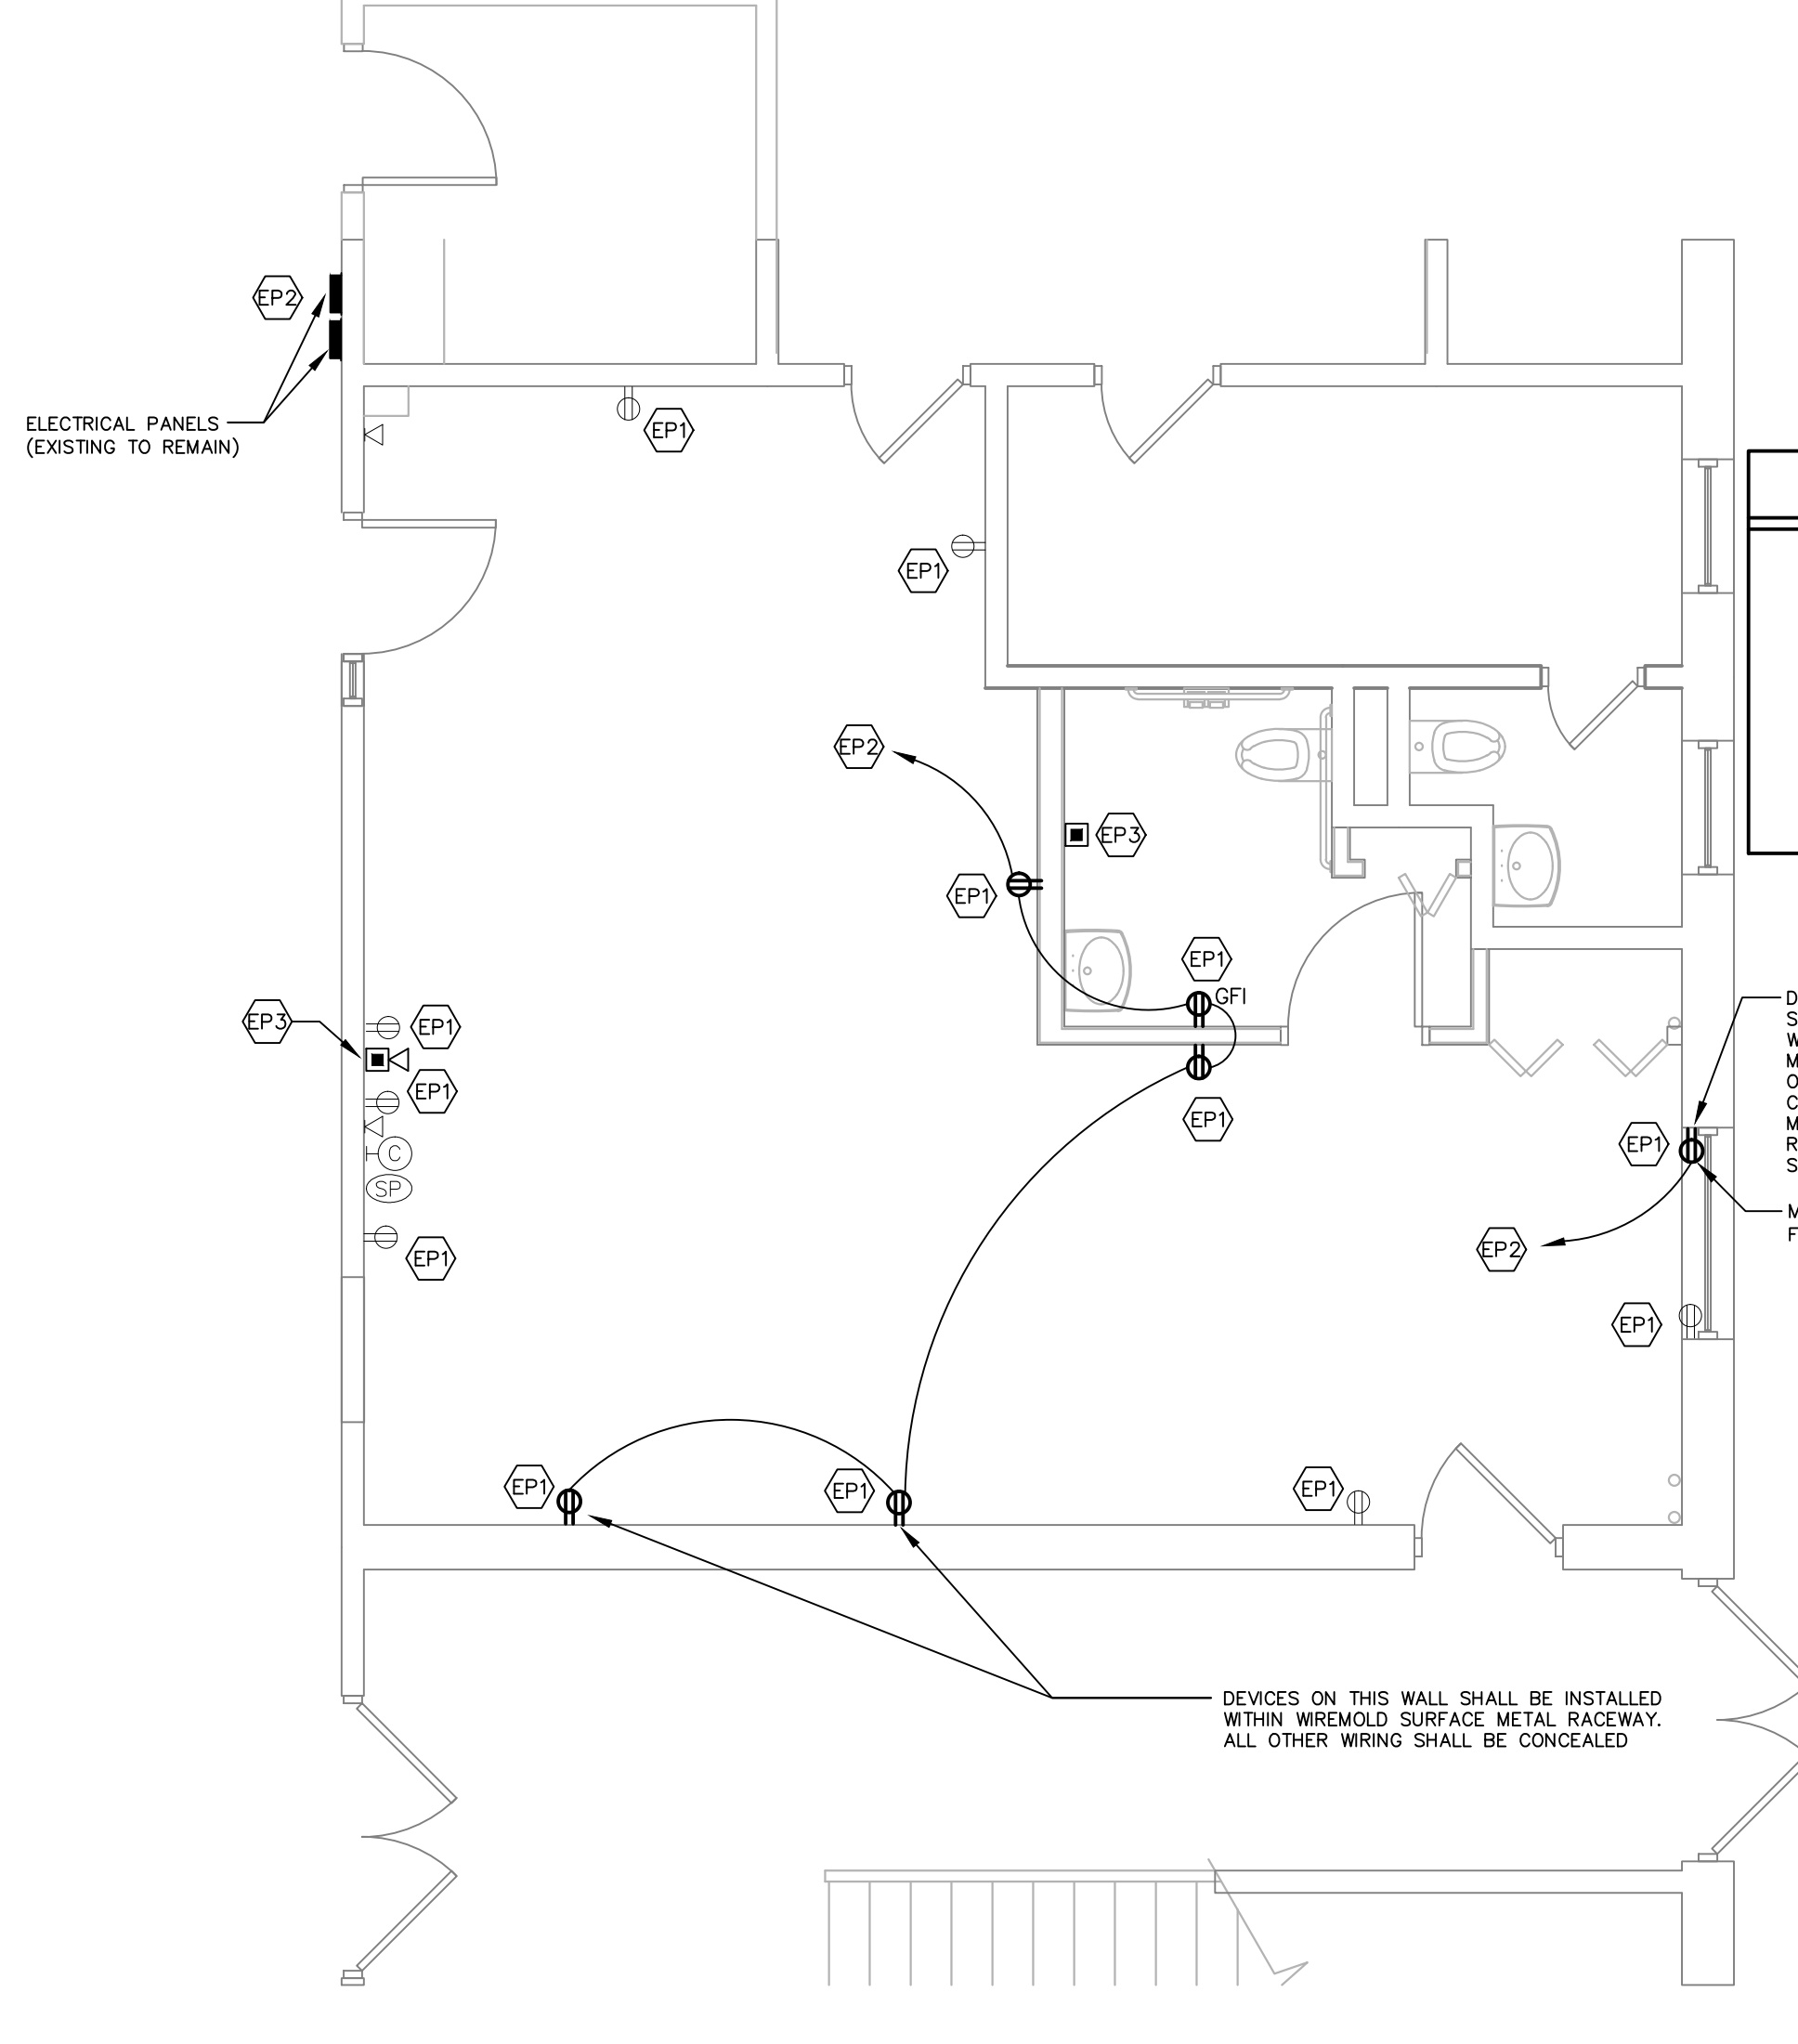 EP2
ELECTRICAL PANELS
(EXISTING TO REMAIN)
EP1
EP1
EP2
EP3
EP1
EP1
GFI
EP3
EP1
EP1
EP1
C
SP
EP1
EP1
EP2
EP1
EP1
D
S
W
M
O
C
M
R
S
M
F
EP1
EP1
EP1
DEVICES ON THIS WALL SHALL BE INSTALLED
WITHIN WIREMOLD SURFACE METAL RACEWAY.
ALL OTHER WIRING SHALL BE CONCEALED